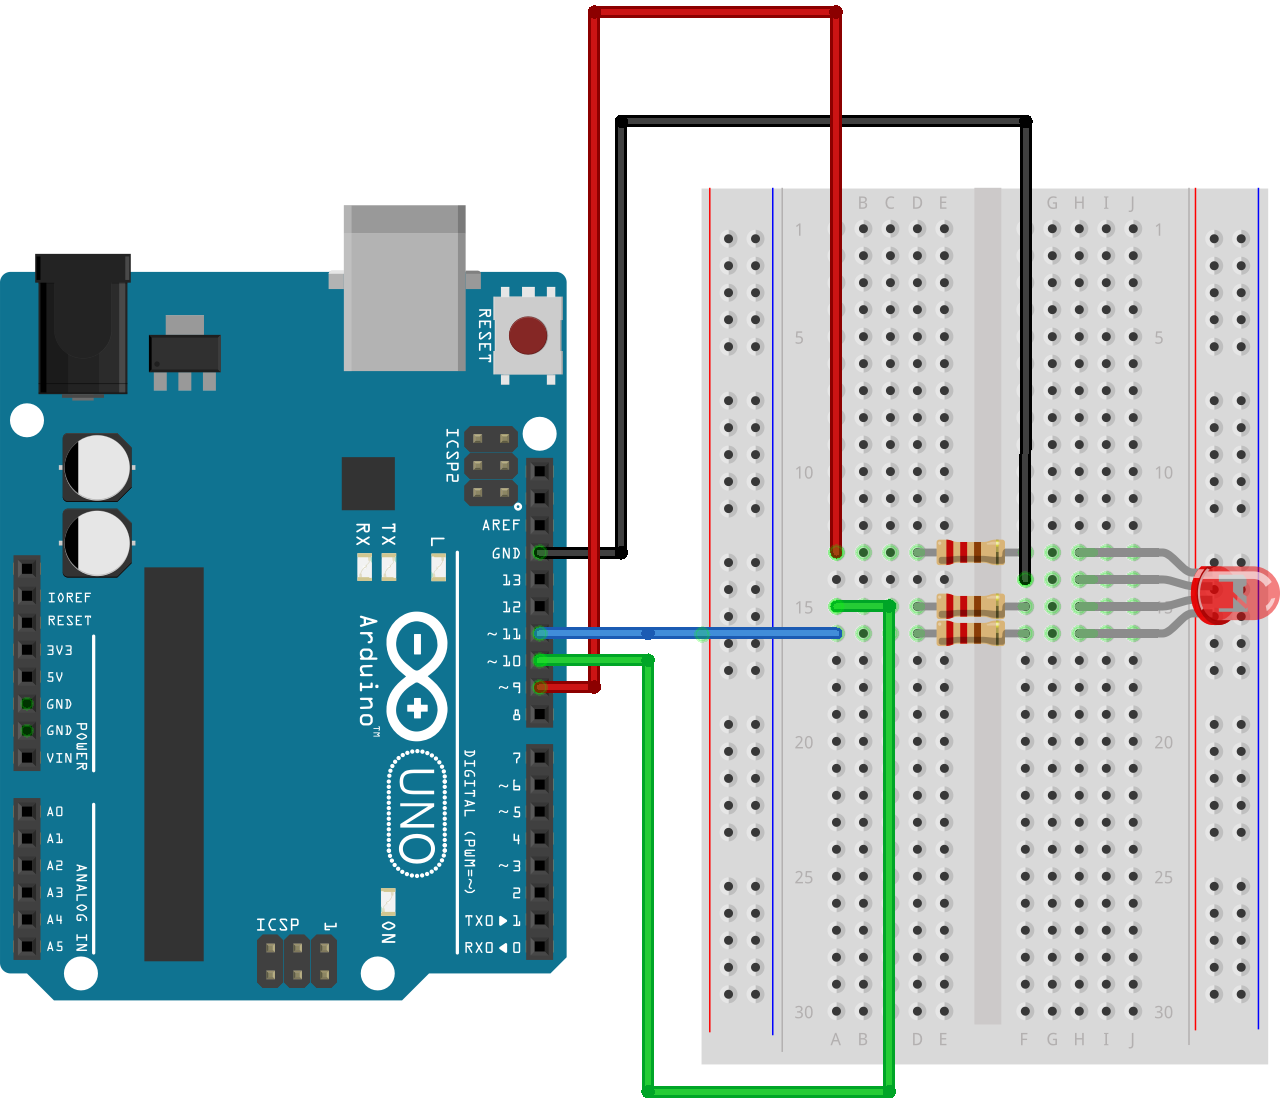 RESET
ICSP2
RX
TX
L
AREF
GND
13
12
~11
~10
~9
8
7
~6
~5
4
~3
2
TX0▶1
RX0◀0
DIGITAL (PWM=~)
Arduino™
UNO
IOREF
RESET
3V3
5V
GND
GND
VIN
POWER
A0
A1
A2
A3
A4
A5
ANALOG IN
ICSP
1
ON
B C D E G H I J
1 1
5 5
10 10
15 15
20 20
25 25
30 30
A B D E F G H I J